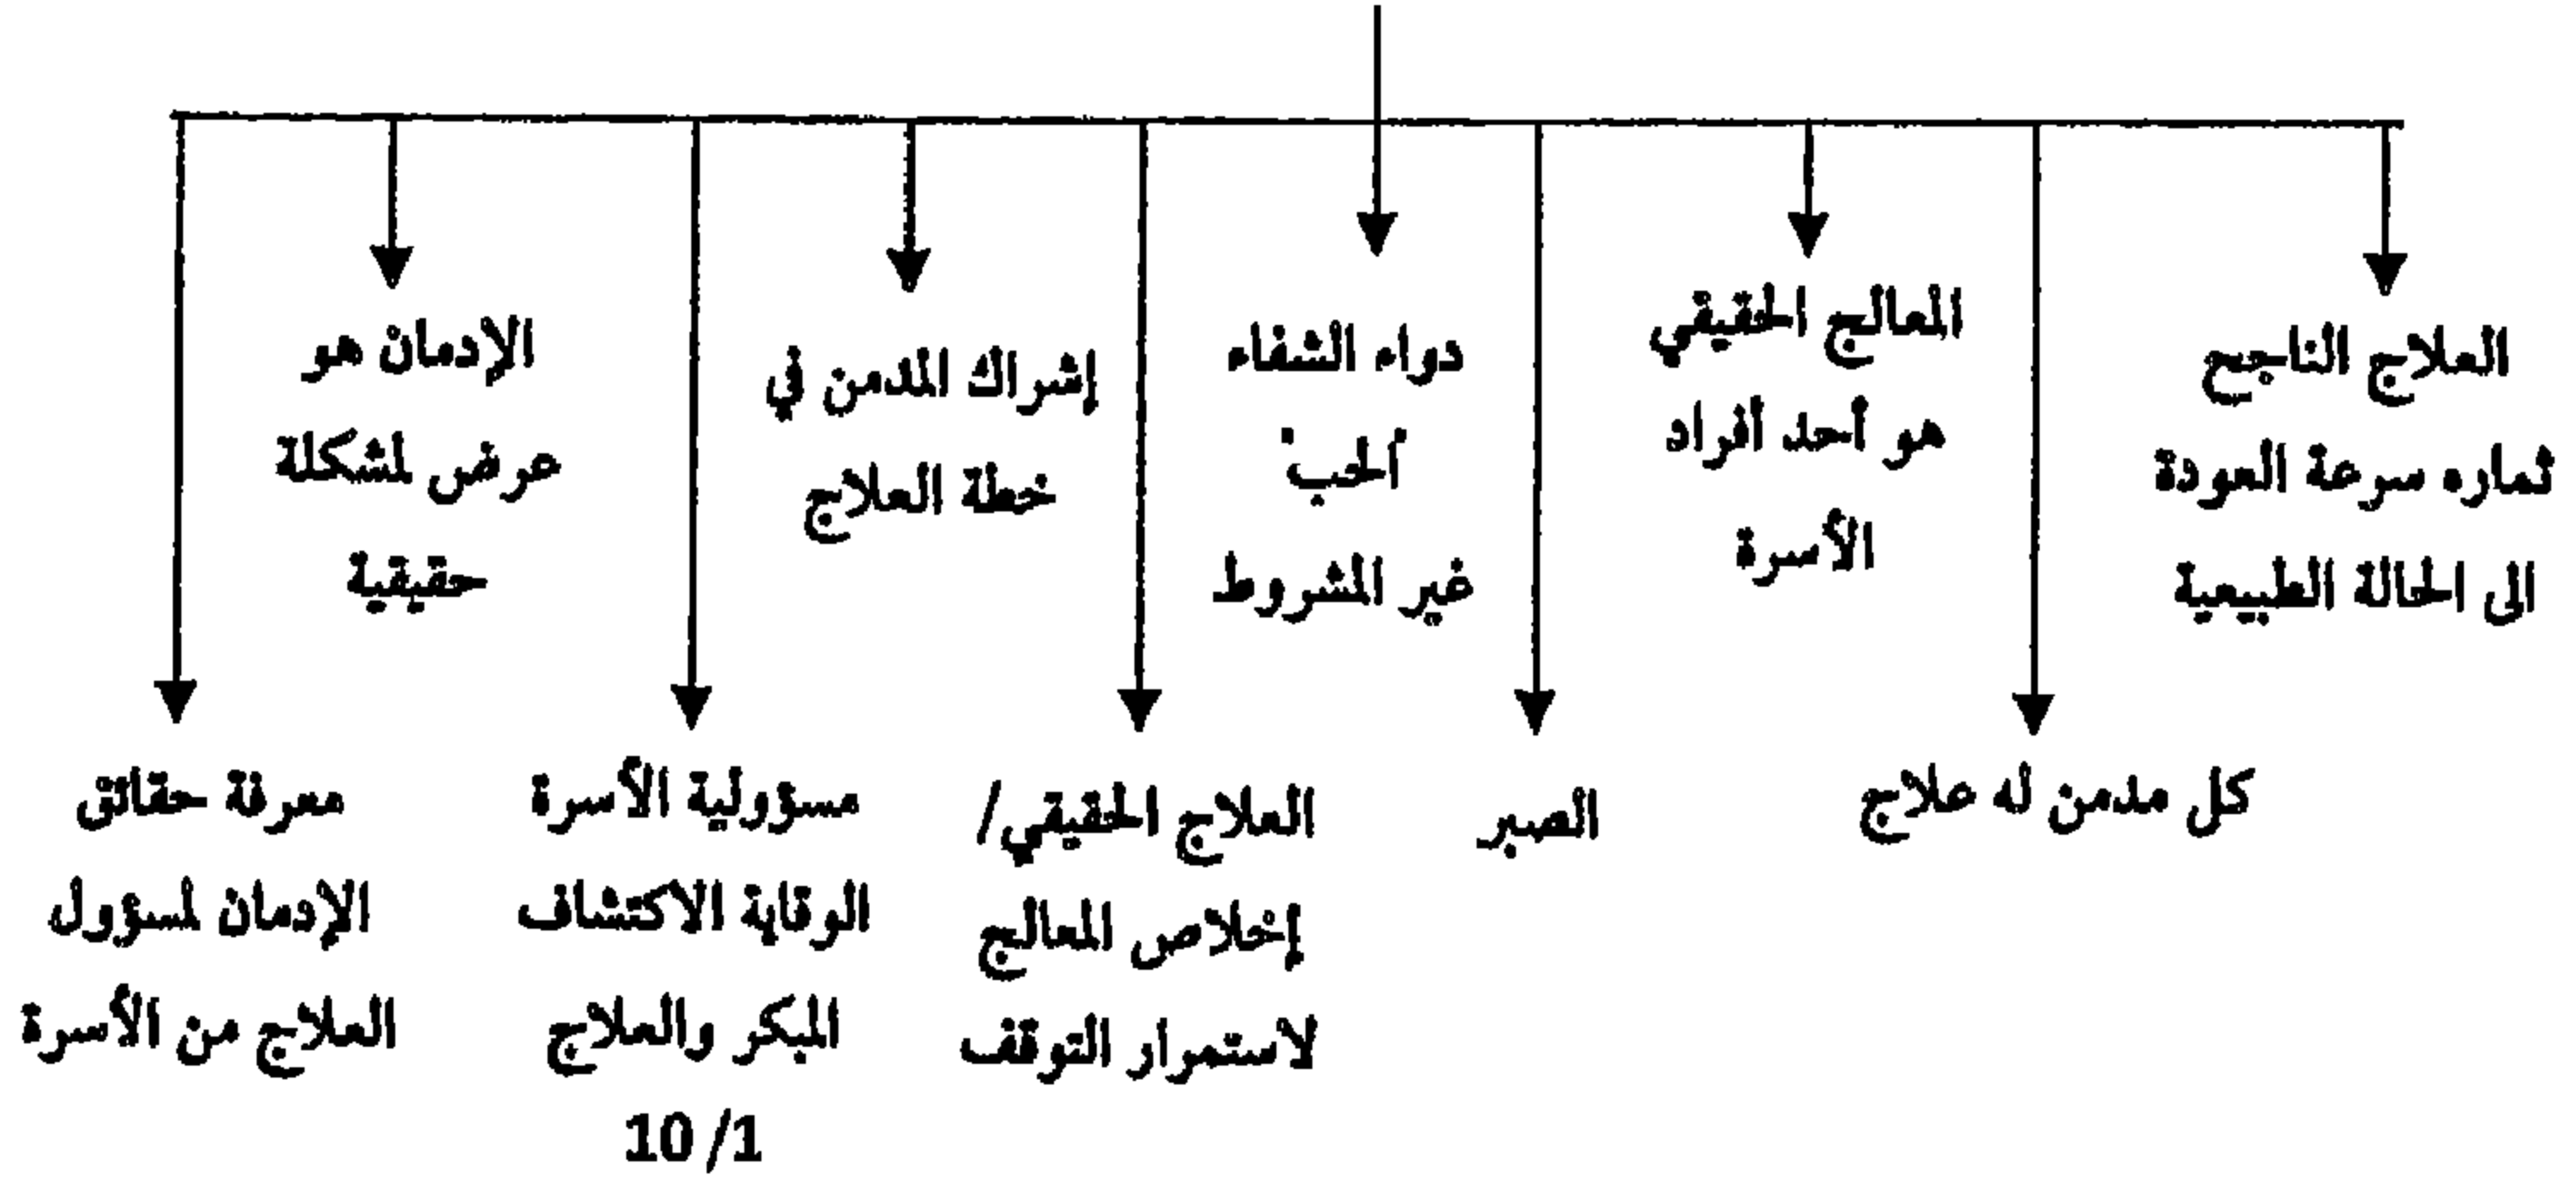 العلاج الناجح
ثماره سرعة العودة
الى الحالة الطبيعية
كل مدمن له علاج
المعالج الحقيقي
هو أحد أفراد
الأسرة
الصبر
دواء الشفاء
"الحب"
غير المشروط
العلاج الحقيقي/
إخلاص المعالج
لاستمرار التوقف
إشراك المدمن في
خطة العلاج
مسؤولية الأسرة
الوقاية الاكتشاف
المبكر والعلاج
10/1
الإدمان هو
عرض لمشكلة
حقيقية
معرفة حقائق
الإدمان لمسؤول
العلاج من الأسرة